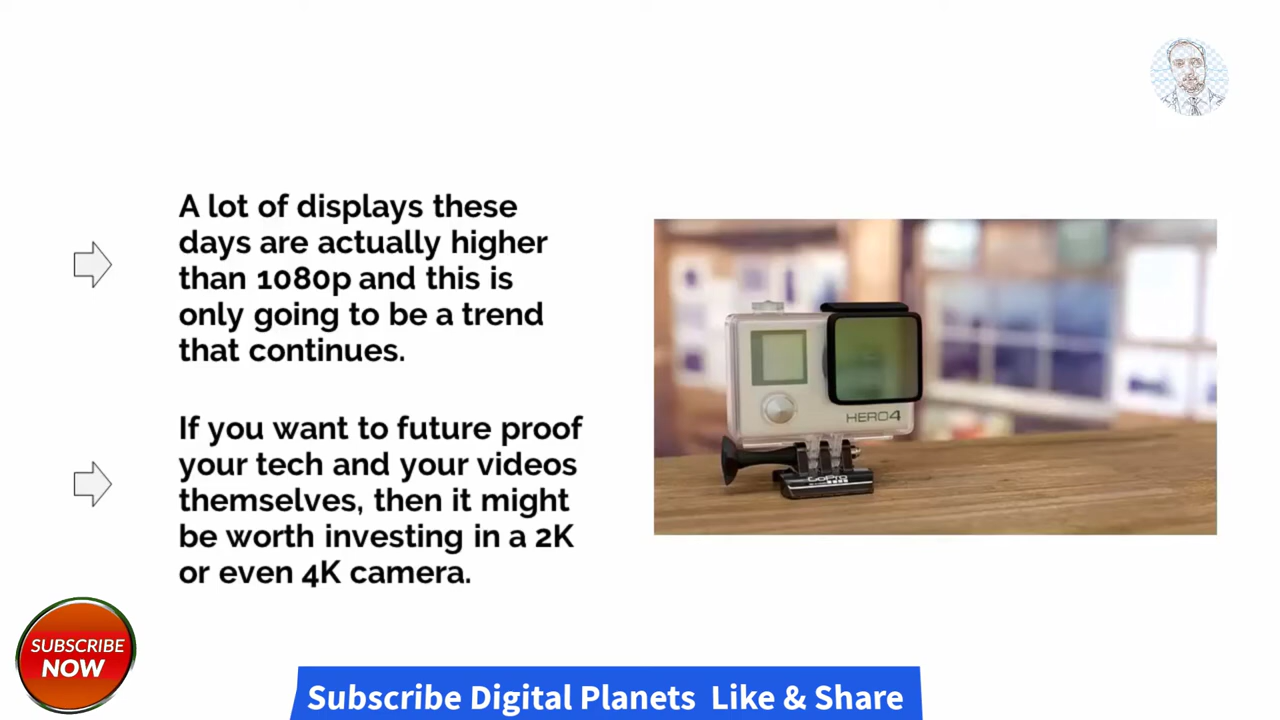 A lot of displays these
days are actually higher
than 1080p and this is
only going to be a trend
that continues.
If you want to future proof
your tech and your videos
themselves, then it might
be worth investing in a 2K
or even 4K camera.
HERO4
GoPro
SUBSCRIBE
NOW
Subscribe Digital Planets Like & Share